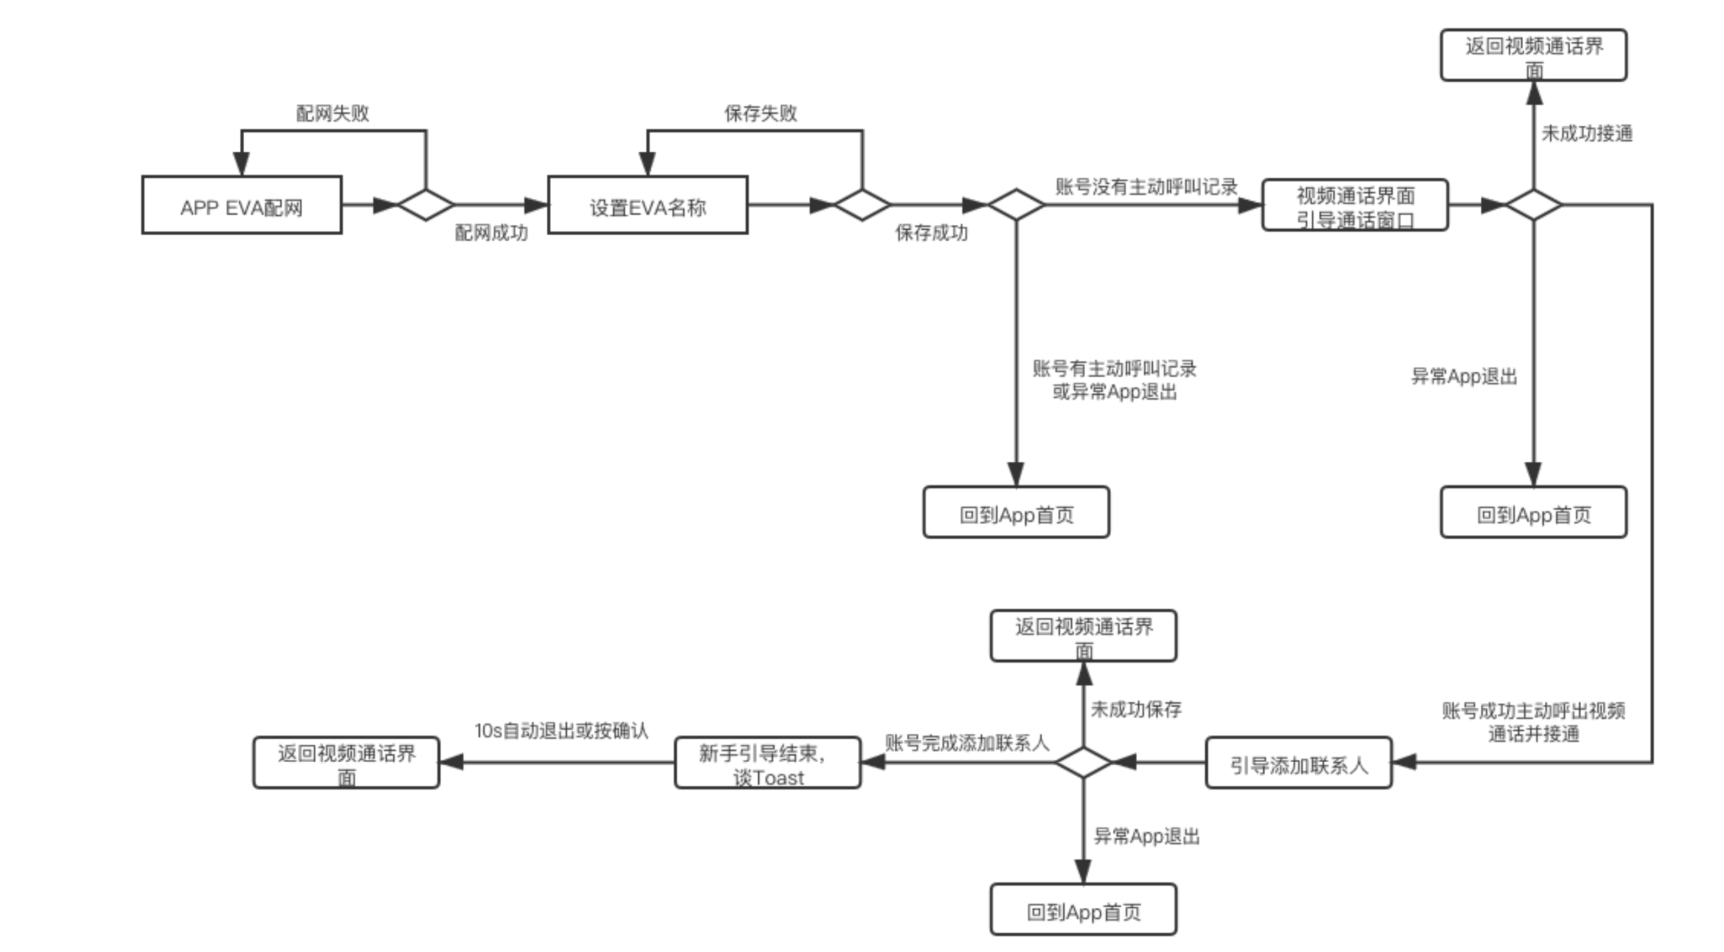 返回视频通话界
面
配网失败
保存失败
未成功接通
APP EVA配网
配网成功
设置EVA名称
保存成功
账号没有主动呼叫记录
视频通话界面
引导通话窗口
账号有主动呼叫记录
或异常App退出
异常App退出
回到App首页
回到App首页
返回视频通话界
面
未成功保存
账号成功主动呼出视频
通话并接通
10s自动退出或按确认
账号完成添加联系人
返回视频通话界
面
新手引导结束，
谈Toast
引导添加联系人
异常App退出
回到App首页